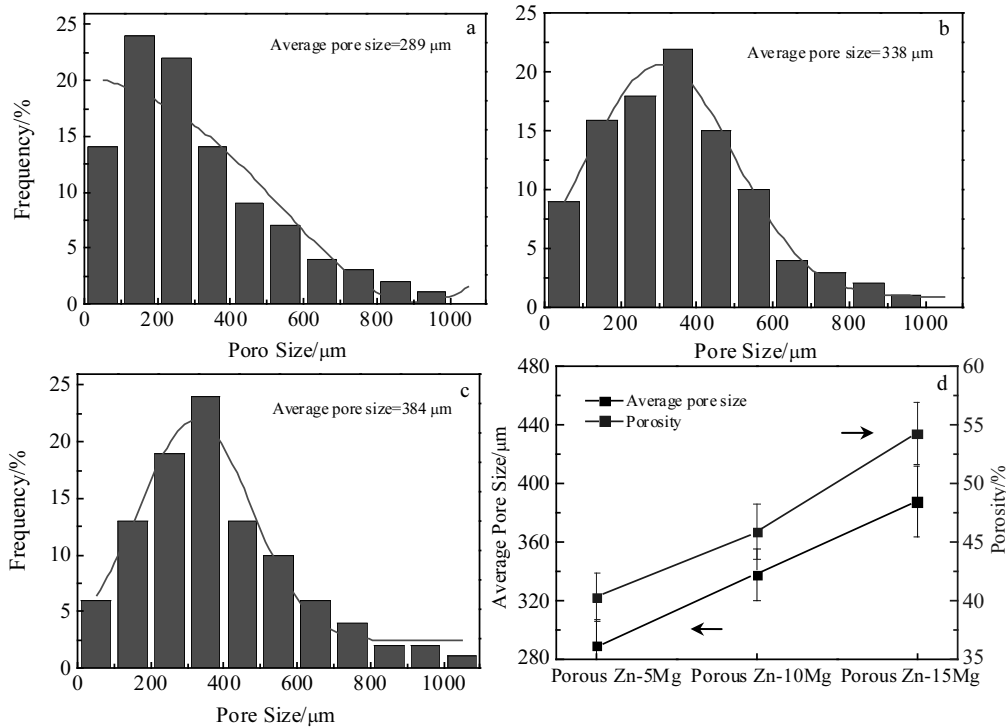 a
Average pore size=289 μm
Frequency/%
25
20
15
10
5
0
0 200 400 600 800 1000
Poro Size/μm
b
Average pore size=338μm
25
20
15
10
5
0
0 200 400 600 800 1000
Pore Size/μm
c
Average pore size=384 μm
Frequency/%
25
20
15
10
5
0
0 200 400 600 800 1000
Pore Size/μm
d
Average pore size
Porosity
Average Pore Size/μm
480
440
400
360
320
280
Porosity/%
60
55
50
45
40
35
Porous Zn-5Mg Porous Zn-10Mg Porous Zn-15Mg